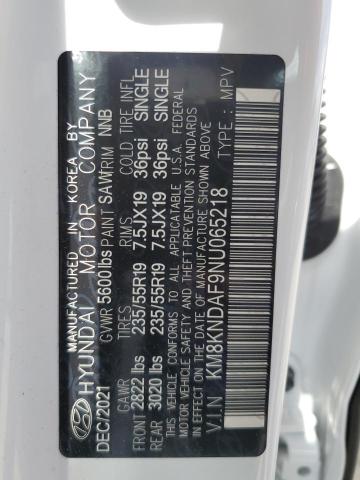 MANUFACTURED IN KOREA BY
HYUNDAI MOTOR COMPANY
DEC/2021 GVWR 5600lbs PAINT SAW TRIM NNB
GAWR TIRES RIMS COLD TIRE INFL
FRONT 2822 lbs 235/55R19 7.5JX19 36psi SINGLE
REAR 3020 lbs 235/55R19 7.5JX19 36psi SINGLE
THIS VEHICLE CONFORMS TO ALL APPLICABLE U.S.A. FEDERAL
MOTOR VEHICLE SAFETY, BUMPER, AND THEFT PREVENTION STANDARDS
IN EFFECT ON THE DATE OF MANUFACTURE SHOWN ABOVE.
V.I.N : KM8KNDAF9NU065218 TYPE : MPV